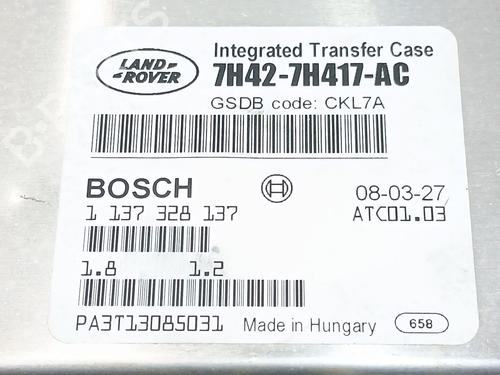 LAND
ROVER
Integrated Transfer Case
7H42-7H417-AC
GSDB code: CKL7A
BOSCH
08-03-27
1 137 328 137
ATC01.03
1.8 1.2
PA3T13085031
Made in Hungary
658